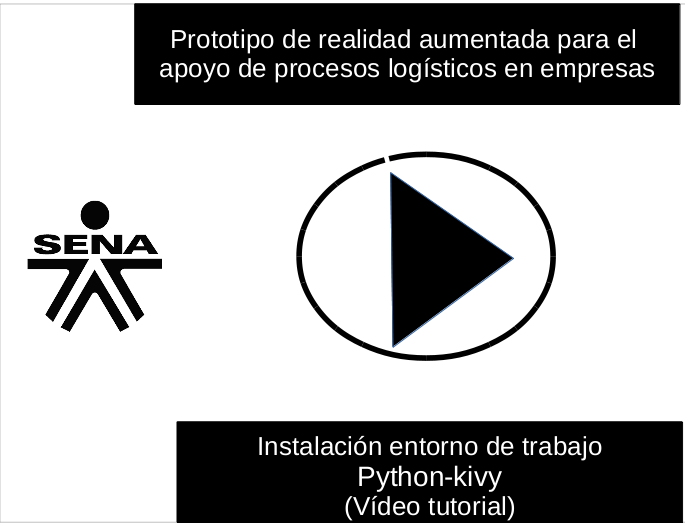 Prototipo de realidad aumentada para el
apoyo de procesos logísticos en empresas
SENA
Instalación entorno de trabajo
Python-kivy
(Vídeo tutorial)